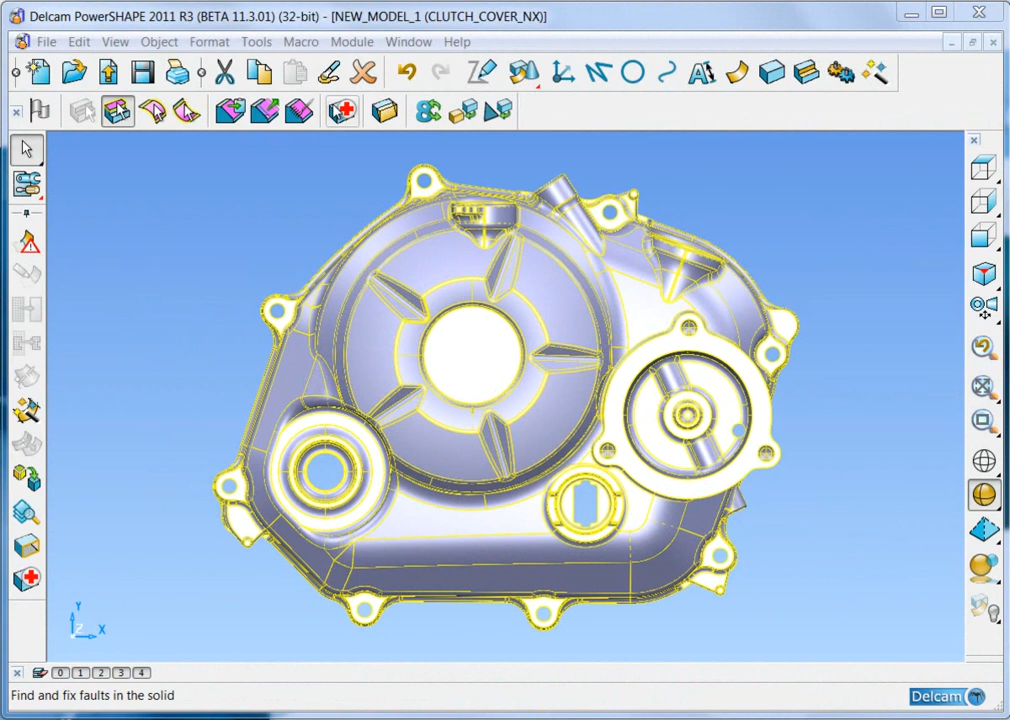 Delcam PowerSHAPE 2011 R3 (BETA 11.3.01) (32-bit) - [NEW_MODEL_1 (CLUTCH_COVER_NX)]
File Edit View Object Format Tools Macro Module Window Help
Y
Z X
0 1 2 3 4
Find and fix faults in the solid
Delcam